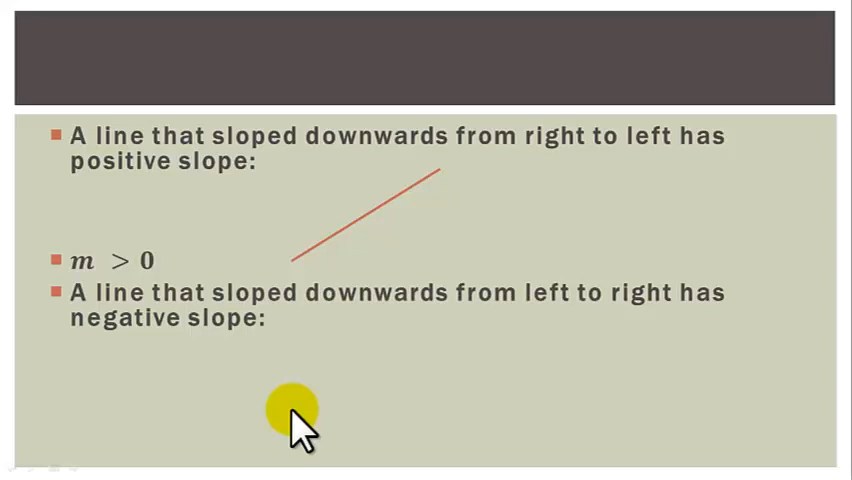 A line that sloped downwards from right to left has
positive slope:
m > 0
A line that sloped downwards from left to right has
negative slope: